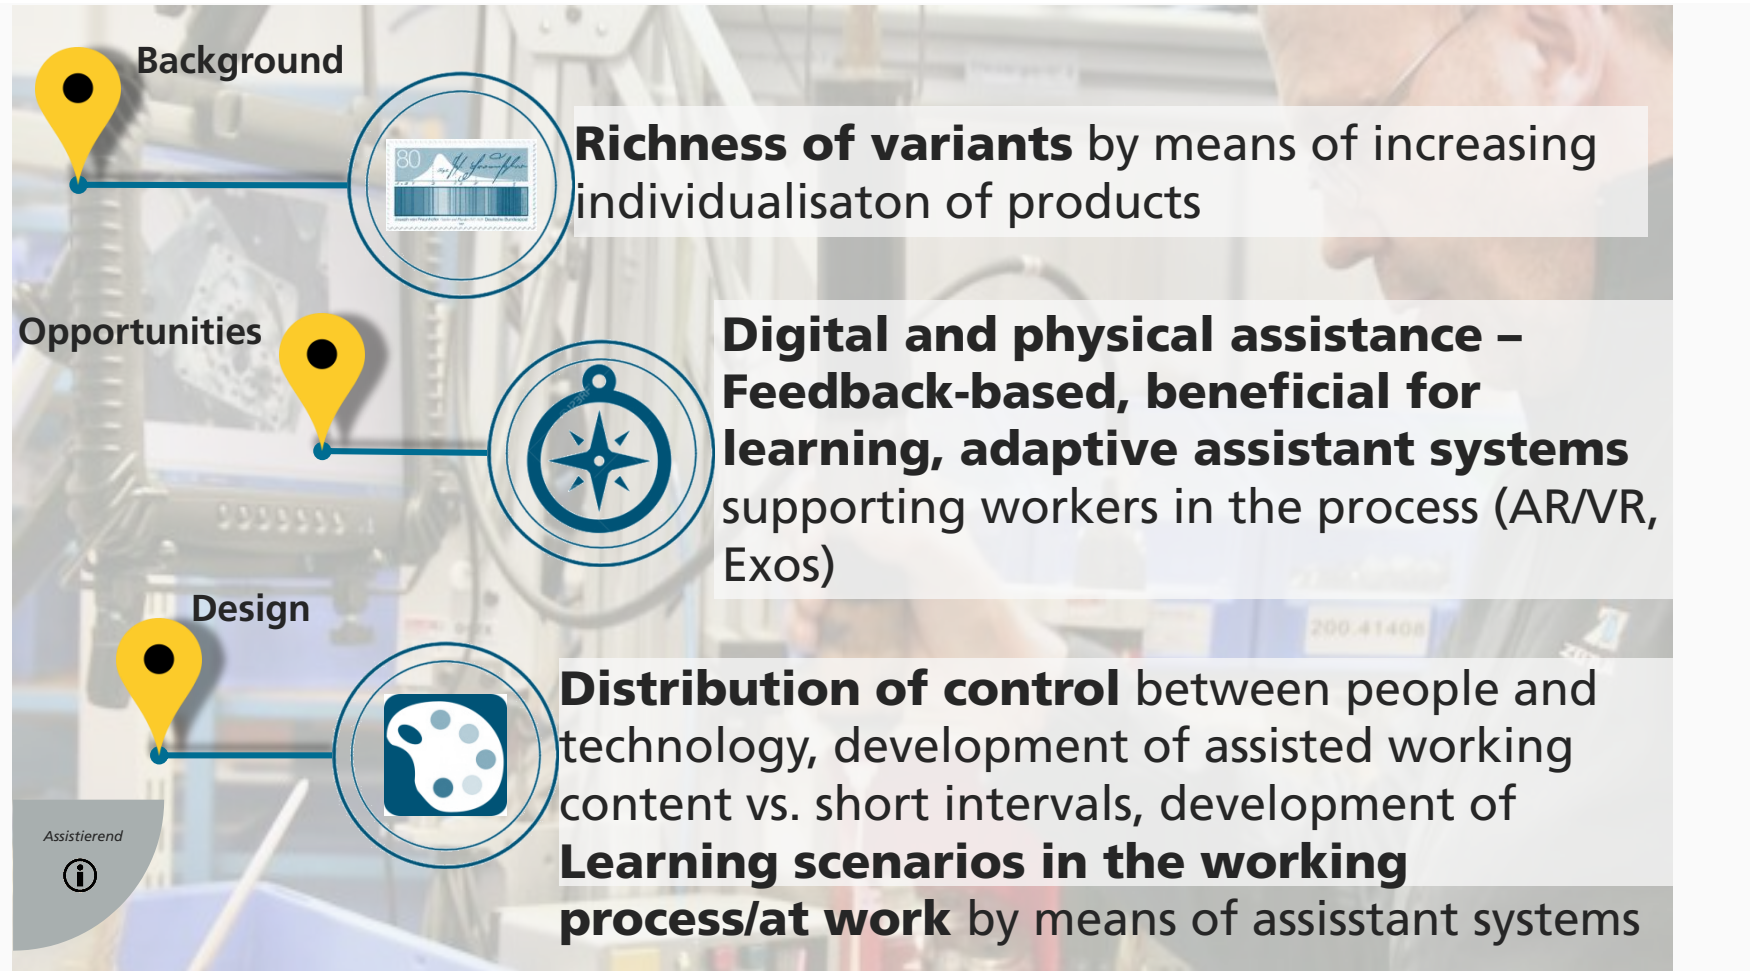 Background
Richness of variants by means of increasing
individualisaton of products
80
Opportunities
Digital and physical assistance –
Feedback-based, beneficial for
learning, adaptive assistant systems
supporting workers in the process (AR/VR,
Exos)
Design
200.41408
Distribution of control between people and
technology, development of assisted working
content vs. short intervals, development of
Learning scenarios in the working
process/at work by means of assisstant systems
Assistierend